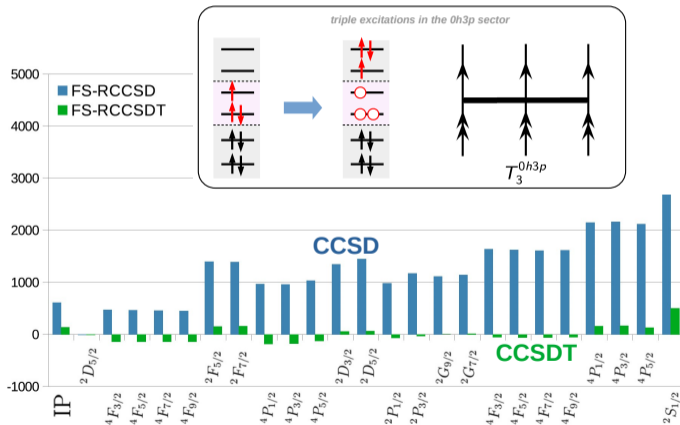 triple excitations in the 0h3p sector
5000
FS-RCCSD
FS-RCCSDT
4000
T₃^{0h3p}
3000
2000
CCSD
1000
0
CCSDT
-1000
IP
²D₅/₂
⁴F₃/₂
⁴F₅/₂
⁴F₇/₂
⁴F₉/₂
²F₅/₂
²F₇/₂
⁴P₁/₂
⁴P₃/₂
⁴P₅/₂
²D₃/₂
²D₅/₂
²P₁/₂
²P₃/₂
²G₉/₂
²G₇/₂
⁴F₃/₂
⁴F₅/₂
⁴F₇/₂
⁴F₉/₂
⁴P₁/₂
⁴P₃/₂
⁴P₅/₂
²S₁/₂